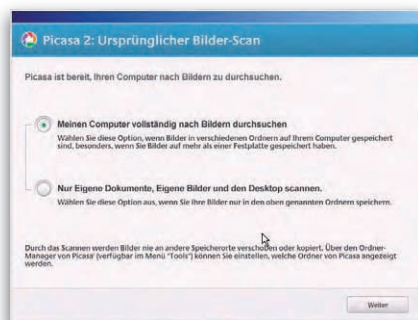 Picasa 2: Ursprünglicher Bilder-Scan
Picasa ist bereit, Ihren Computer nach Bildern zu durchsuchen.
Meinen Computer vollständig nach Bildern durchsuchen
Wählen Sie diese Option, wenn Bilder in verschiedenen Ordnern auf Ihrem Computer gespeichert
sind, besonders, wenn Sie Bilder auf mehr als einer Festplatte gespeichert haben.
Nur Eigene Dokumente, Eigene Bilder und den Desktop scannen.
Wählen Sie diese Option aus, wenn Sie Ihre Bilder nur in den oben genannten Ordnern speichern.
Durch das Scannen werden Bilder nie an andere Speicherorte verschoben oder kopiert. Über den Ordner-
Manager von Picasa (verfügbar im Menü "Tools") können Sie einstellen, welche Ordner von Picasa angezeigt
werden.
Weiter